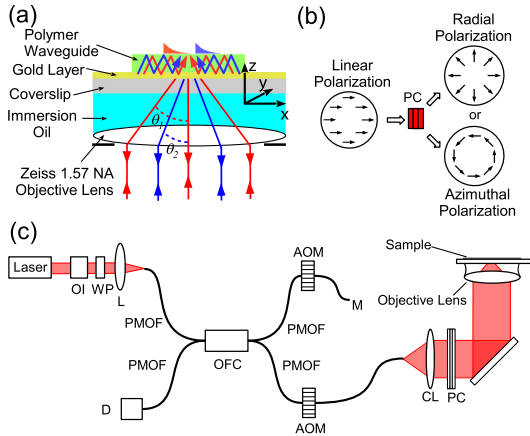 (a)
Polymer
Waveguide
Gold Layer
Coverslip
Immersion
Oil
Zeiss 1.57 NA
Objective Lens
θ1
θ2
z
y
x
(b)
Linear
Polarization
PC
Radial
Polarization
or
Azimuthal
Polarization
(c)
Laser
OI
WP
L
PMOF
PMOF
D
OFC
AOM
M
PMOF
PMOF
AOM
Sample
Objective Lens
CL
PC